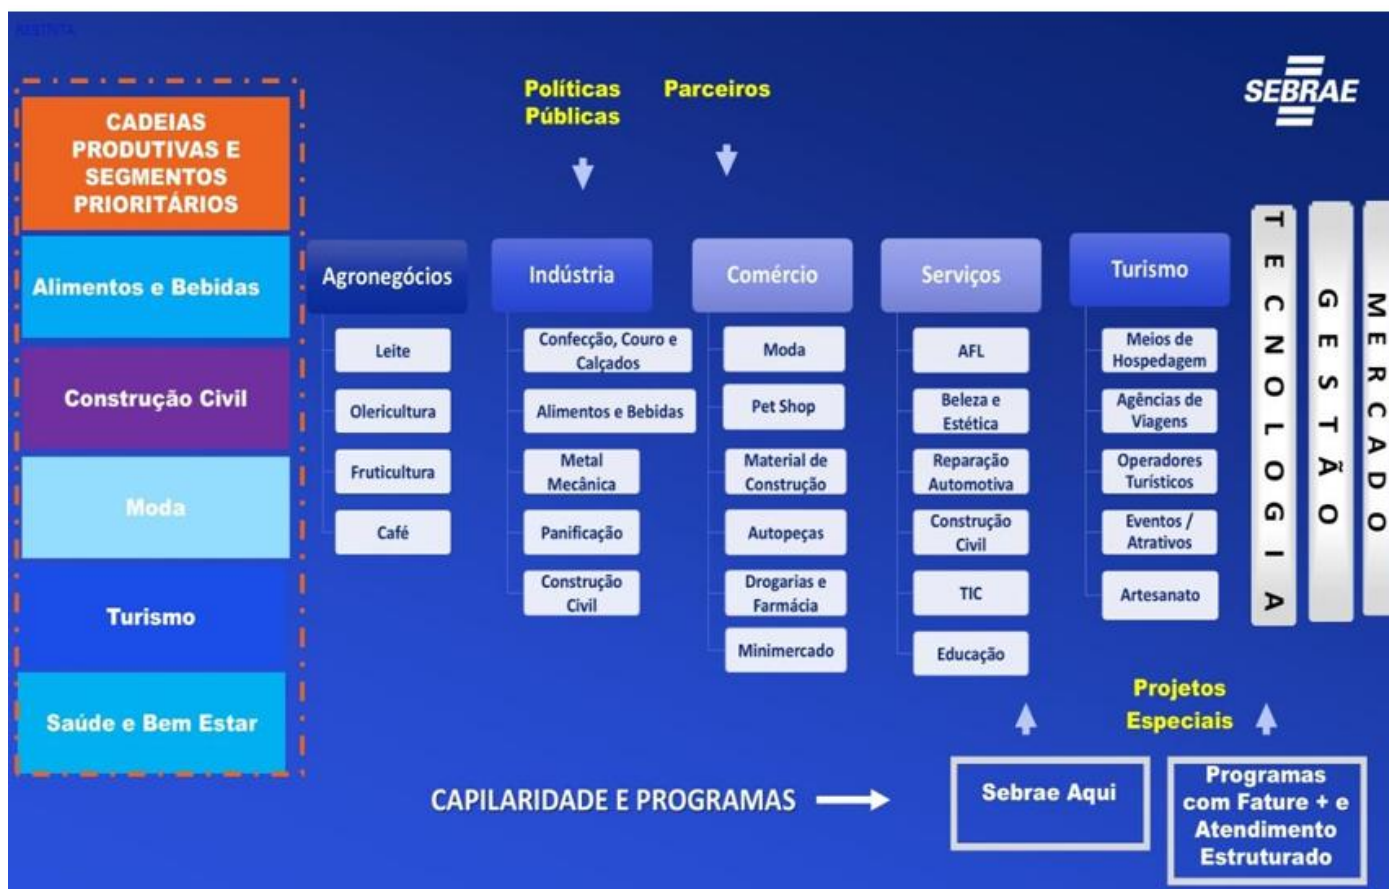 RESTRITA
CADEIAS
PRODUTIVAS E
SEGMENTOS
PRIORITÁRIOS
Alimentos e Bebidas
Construção Civil
Moda
Turismo
Saúde e Bem Estar
Políticas
Públicas
Parceiros
SEBRAE
Agronegócios
Leite
Olericultura
Fruticultura
Café
Indústria
Confecção, Couro e
Calçados
Alimentos e Bebidas
Metal
Mecânica
Panificação
Construção
Civil
Comércio
Moda
Pet Shop
Material de
Construção
Autopeças
Drogarias e
Farmácia
Minimercado
Serviços
AFL
Beleza e
Estética
Reparação
Automotiva
Construção
Civil
TIC
Educação
Turismo
Meios de
Hospedagem
Agências de
Viagens
Operadores
Turísticos
Eventos /
Atrativos
Artesanato
TECNOLOGIA
GESTÃO
MERCADO
Projetos
Especiais
CAPILARIDADE E PROGRAMAS
Sebrae Aqui
Programas
com Fature + e
Atendimento
Estruturado